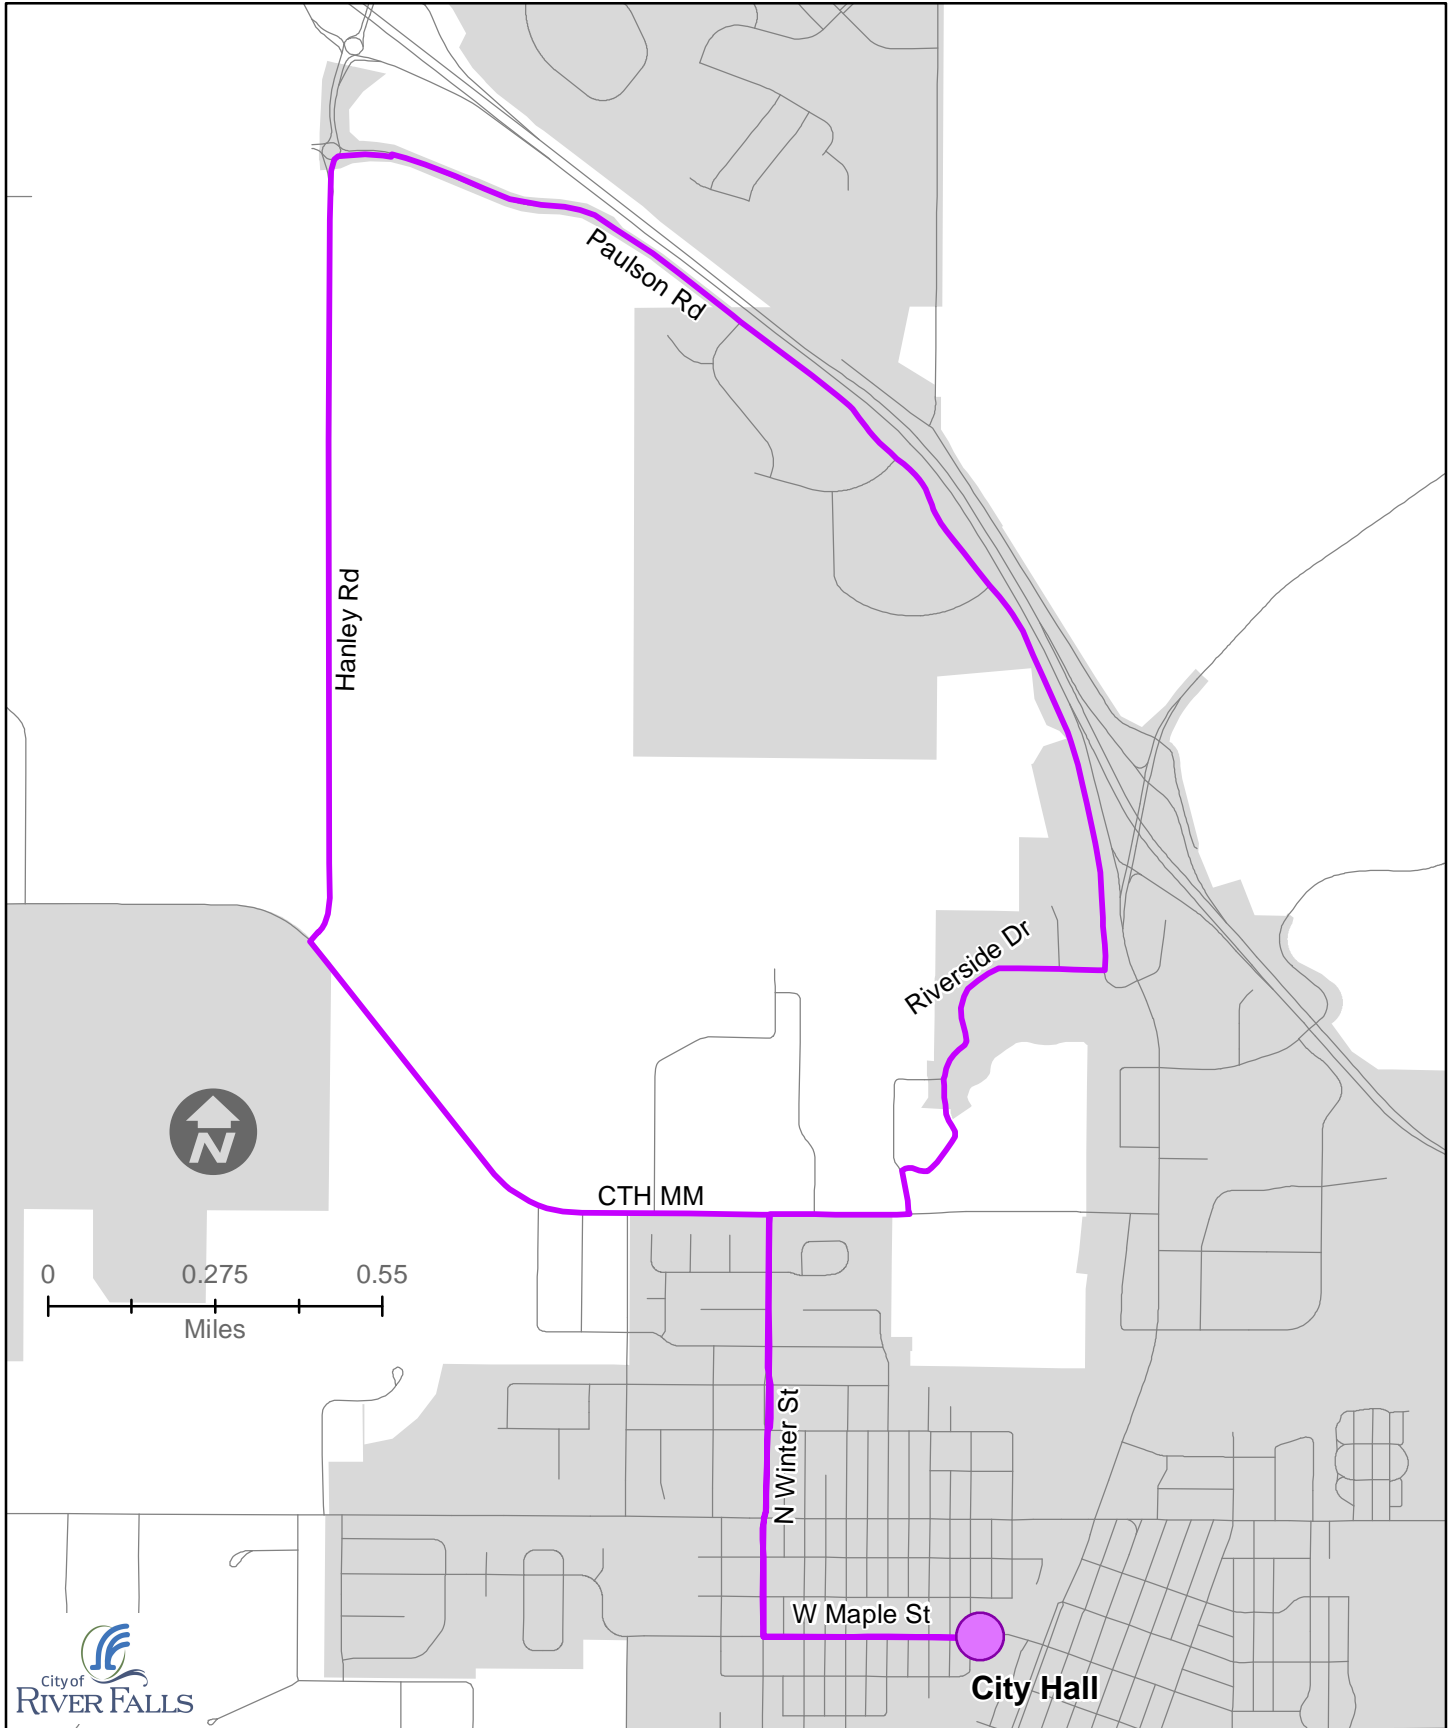 Paulson Rd
Hanley Rd
Riverside Dr
N
CTH MM
0 0.275 0.55
Miles
N Winter St
W Maple St
City Hall
City of
RIVER FALLS